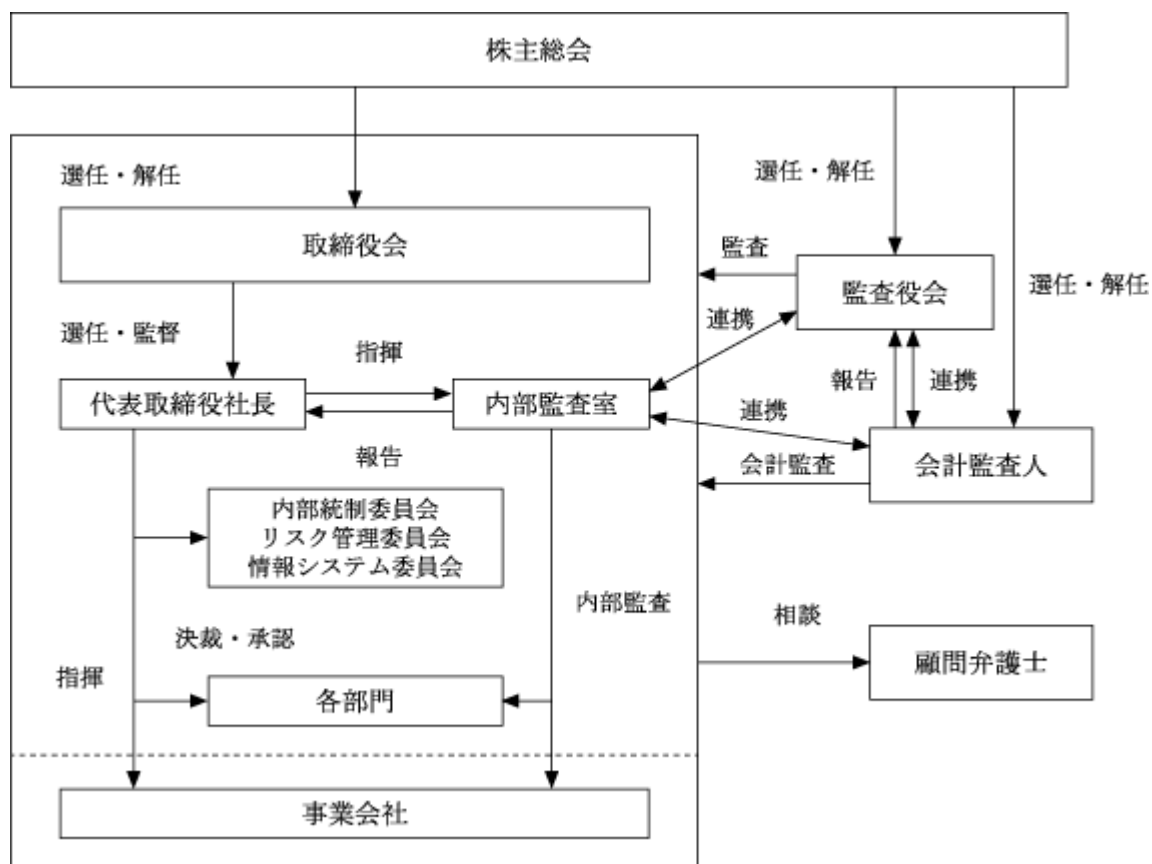 株主総会
選任・解任
選任・解任
取締役会
監査
監査役会
選任・解任
選任・監督
連携
指揮
報告
連携
代表取締役社長
内部監査室
連携
報告
会計監査
会計監査人
内部統制委員会
リスク管理委員会
情報システム委員会
内部監査
相談
決裁・承認
顧問弁護士
指揮
各部門
事業会社